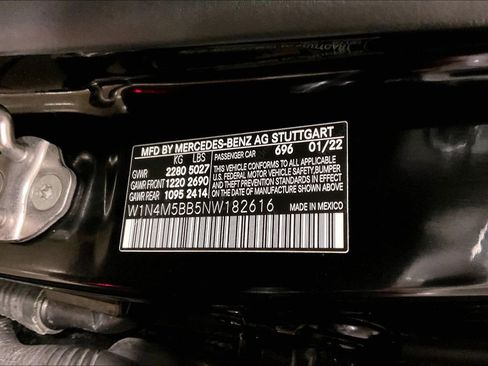 MFD BY MERCEDES-BENZ AG STUTTGART
KG LBS PASSENGER CAR 696 01/22
GVWR 2280 5027
GAWR FRONT 1220 2690
GAWR REAR 1095 2414
THIS VEHICLE CONFORMS TO ALL APPLICABLE
U.S. FEDERAL MOTOR VEHICLE SAFETY, BUMPER
AND THEFT PREVENTION STANDARDS IN EFFECT
ON THE DATE OF MANUFACTURE SHOWN ABOVE.
W1N4M5BB5NW182616 MADE IN MEXICO